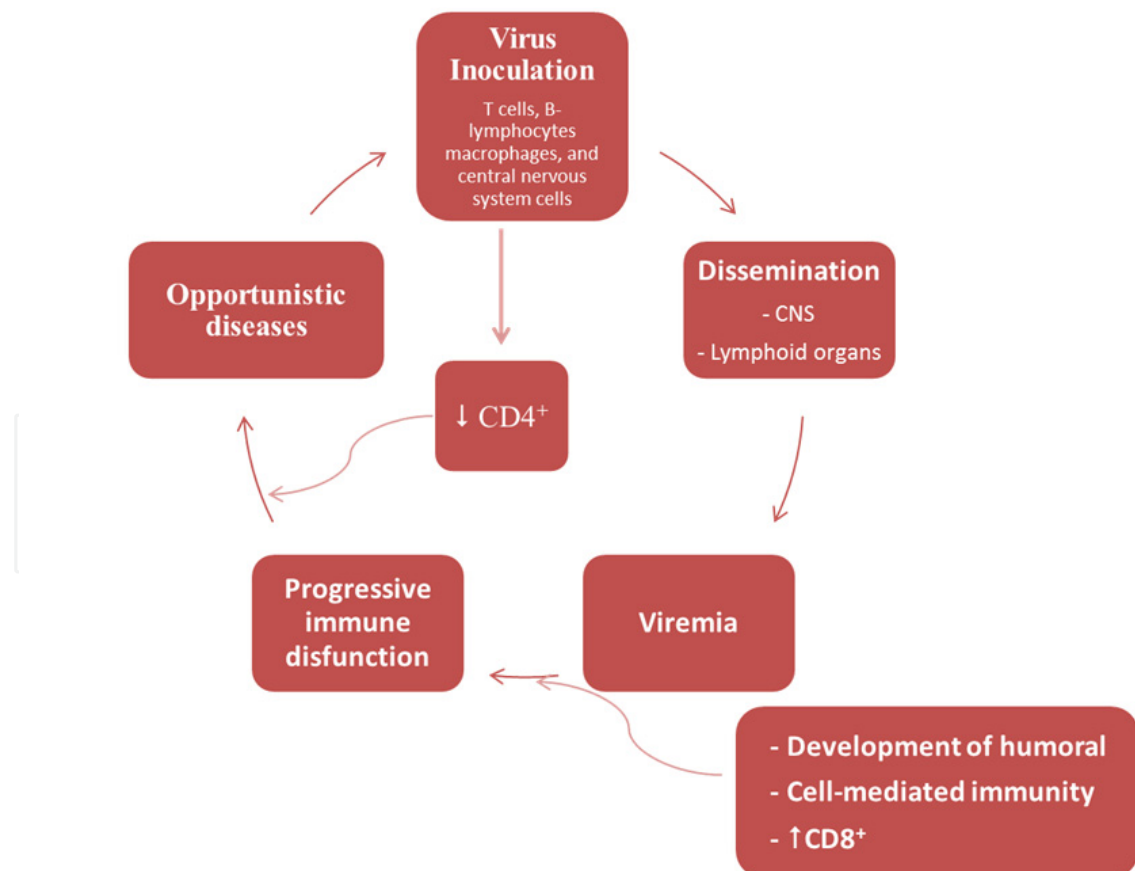 Virus
Inoculation
T cells, B-
lymphocytes
macrophages, and
central nervous
system cells
Dissemination
- CNS
- Lymphoid organs
Opportunistic
diseases
↓ CD4⁺
Progressive
immune
disfunction
Viremia
- Development of humoral
- Cell-mediated immunity
- ↑CD8⁺